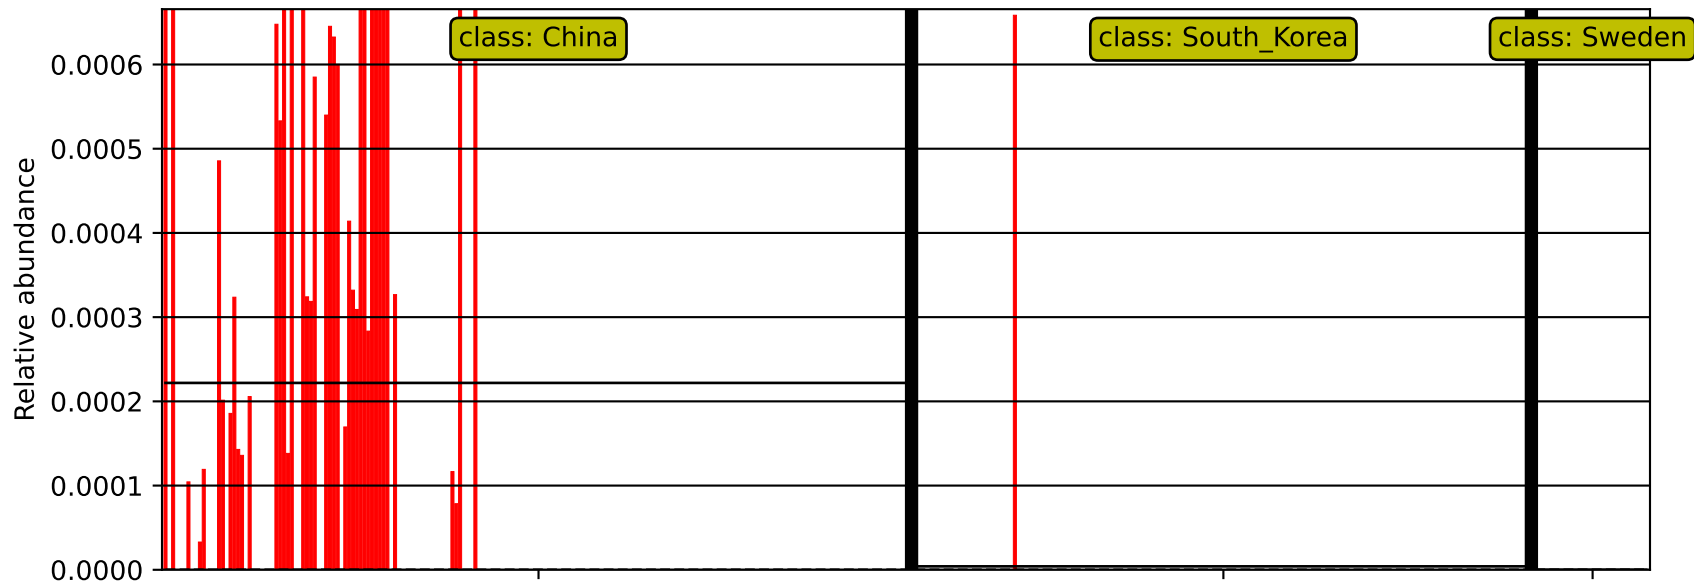 class: China
class: South_Korea
class: Sweden
Relative abundance
0.0006
0.0005
0.0004
0.0003
0.0002
0.0001
0.0000